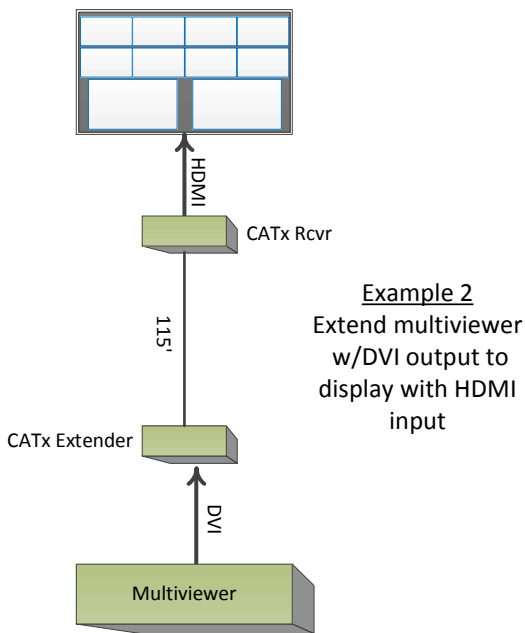 HDMI
CATx Rcvr
115'
Example 2
Extend multiviewer
w/DVI output to
display with HDMI
input
CATx Extender
DVI
Multiviewer